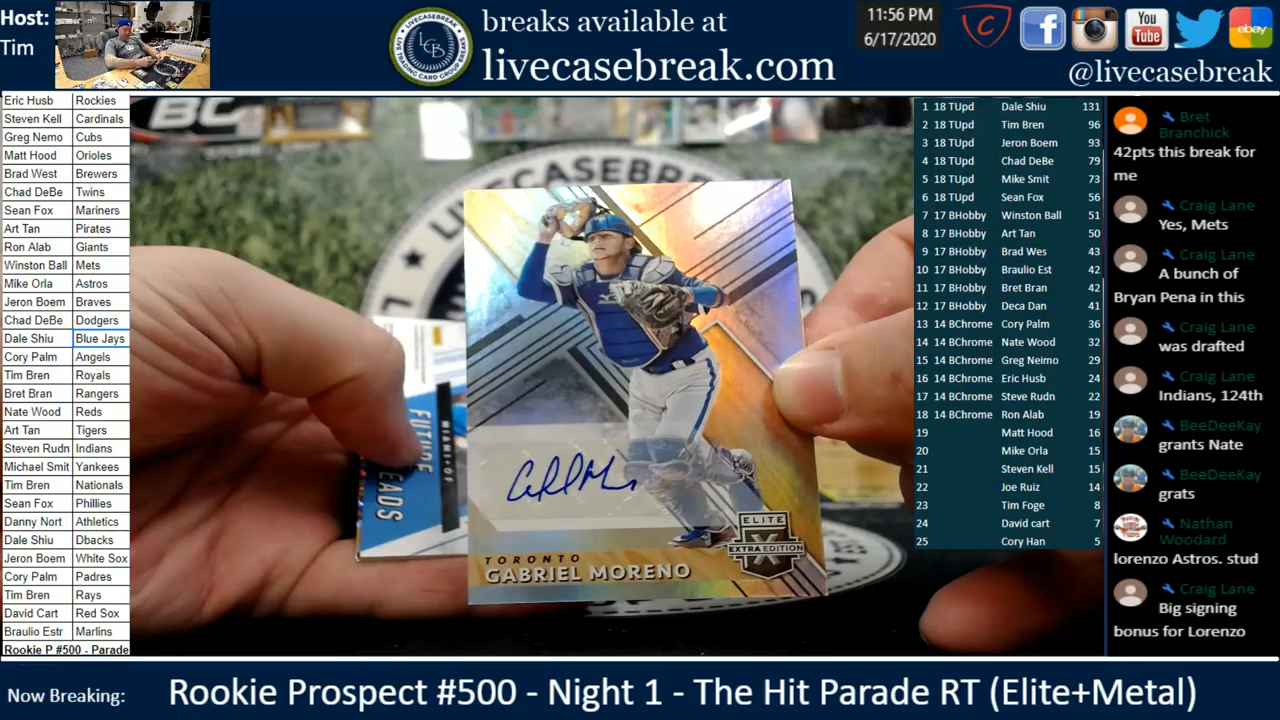 Host:
Tim
LIVECASEBREAK.COM
LCB
LIVE TRADING CARD GROUP BREAKS
breaks available at
livecasebreak.com
11:56 PM
6/17/2020
You
Tube
ebay
@livecasebreak
Eric Husb Rockies
Steven Kell Cardinals
Greg Nemo Cubs
Matt Hood Orioles
Brad West Brewers
Chad DeBe Twins
Sean Fox Mariners
Art Tan Pirates
Ron Alab Giants
Winston Ball Mets
Mike Orla Astros
Jeron Boem Braves
Chad DeBe Dodgers
Dale Shiu Blue Jays
Cory Palm Angels
Tim Bren Royals
Bret Bran Rangers
Nate Wood Reds
Art Tan Tigers
Steven Rudn Indians
Michael Smit Yankees
Tim Bren Nationals
Sean Fox Phillies
Danny Nort Athletics
Dale Shiu Dbacks
Jeron Boem White Sox
Cory Palm Padres
Tim Bren Rays
David Cart Red Sox
Braulio Estr Marlins
Rookie P #500 - Parade
MIAMI • OF
ELITE
X
EXTRA EDITION
TORONTO
GABRIEL MORENO
1 18 TUpd Dale Shiu 131
2 18 TUpd Tim Bren 96
3 18 TUpd Jeron Boem 93
4 18 TUpd Chad DeBe 79
5 18 TUpd Mike Smit 73
6 18 TUpd Sean Fox 56
7 17 BHobby Winston Ball 51
8 17 BHobby Art Tan 50
9 17 BHobby Brad Wes 43
10 17 BHobby Braulio Est 42
11 17 BHobby Bret Bran 42
12 17 BHobby Deca Dan 41
13 14 BChrome Cory Palm 36
14 14 BChrome Nate Wood 32
15 14 BChrome Greg Neimo 29
16 14 BChrome Eric Husb 24
17 14 BChrome Steve Rudn 22
18 14 BChrome Ron Alab 19
19 Matt Hood 16
20 Mike Orla 15
21 Steven Kell 15
22 Joe Ruiz 14
23 Tim Foge 8
24 David cart 7
25 Cory Han 5
Bret
Branchick
42pts this break for
me
Craig Lane
Yes, Mets
Craig Lane
A bunch of
Bryan Pena in this
Craig Lane
was drafted
Craig Lane
Indians, 124th
BeeDeeKay
grants Nate
BeeDeeKay
grats
Nathan
Woodard
lorenzo Astros. stud
Craig Lane
Big signing
bonus for Lorenzo
Now Breaking:
Rookie Prospect #500 - Night 1 - The Hit Parade RT (Elite+Metal)